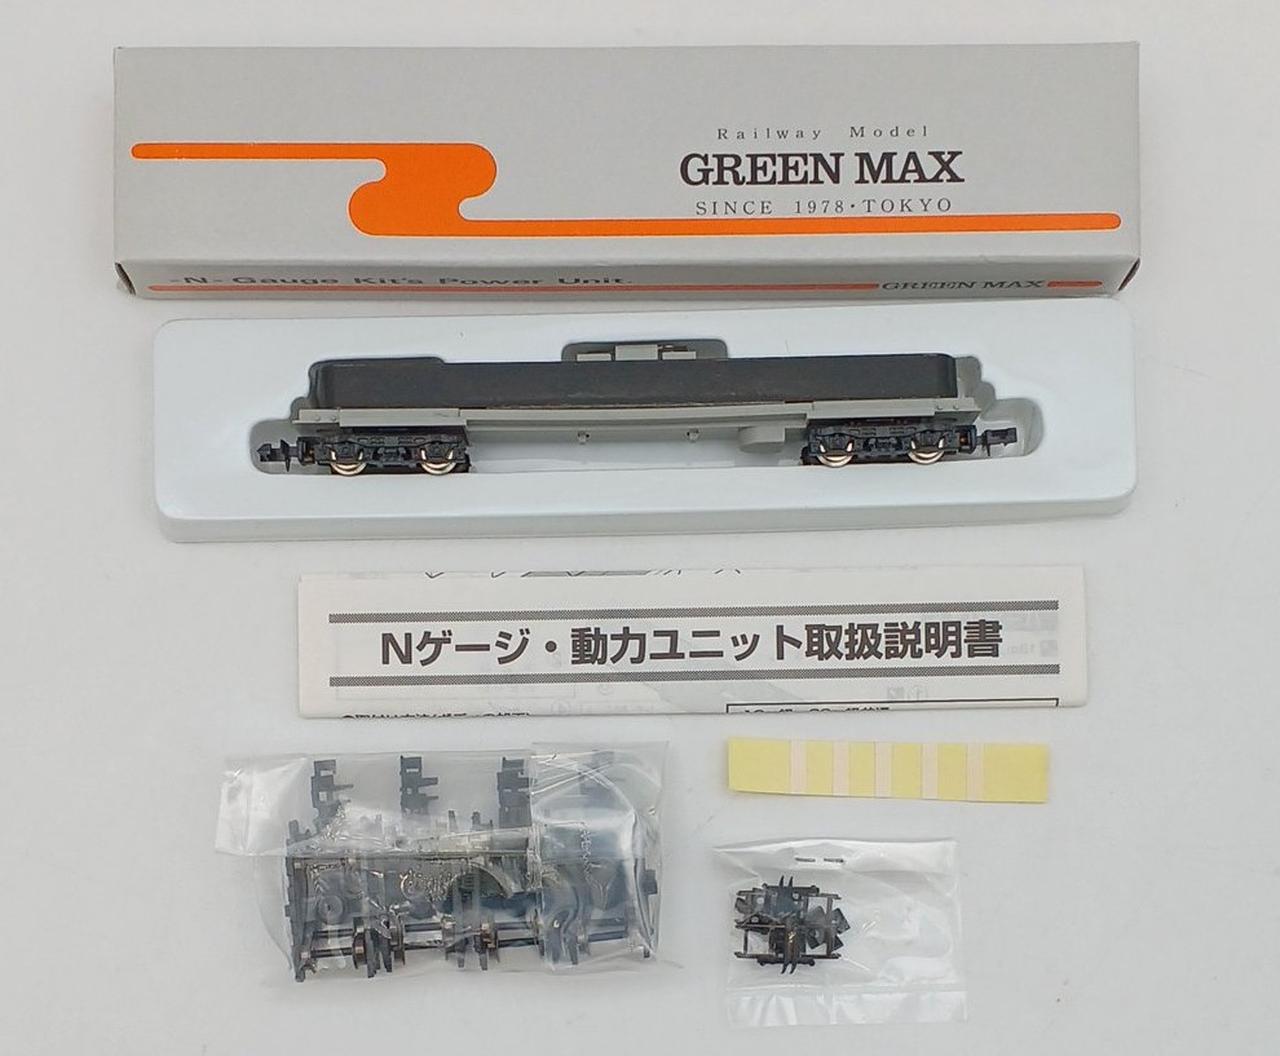 Railway Model
GREEN MAX
SINCE 1978・TOKYO
-N- Gauge Kit's Power Unit.
GREEN MAX
Nゲージ・動力ユニット取扱説明書